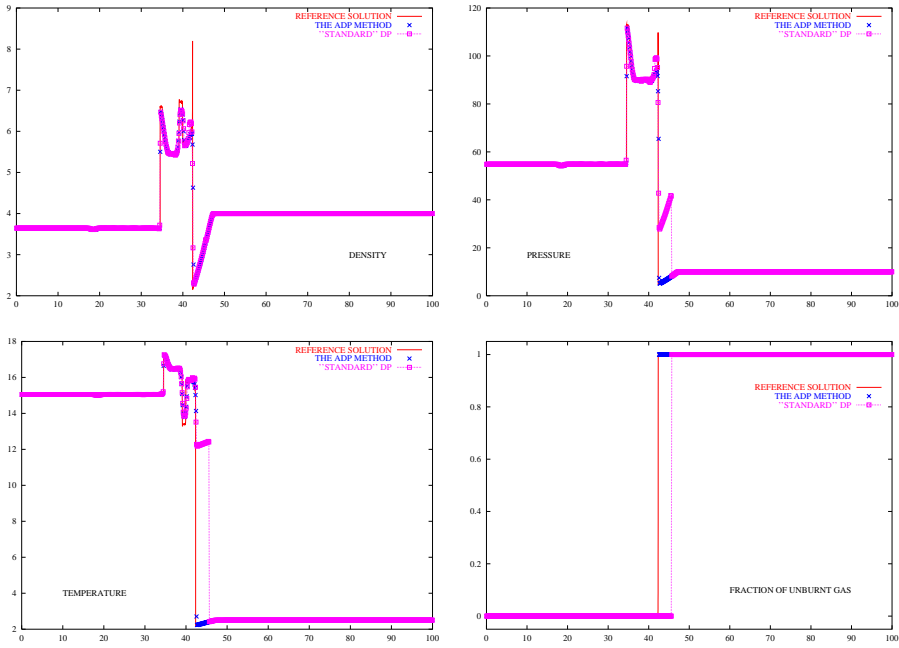 9
8
7
6
5
4
3
2
0 10 20 30 40 50 60 70 80 90 100
REFERENCE SOLUTION
THE ADP METHOD
''STANDARD'' DP
DENSITY
120
100
80
60
40
20
0
0 10 20 30 40 50 60 70 80 90 100
REFERENCE SOLUTION
THE ADP METHOD
''STANDARD'' DP
PRESSURE
18
16
14
12
10
8
6
4
2
0 10 20 30 40 50 60 70 80 90 100
REFERENCE SOLUTION
THE ADP METHOD
''STANDARD'' DP
TEMPERATURE
1
0.8
0.6
0.4
0.2
0
0 10 20 30 40 50 60 70 80 90 100
REFERENCE SOLUTION
THE ADP METHOD
''STANDARD'' DP
FRACTION OF UNBURNT GAS